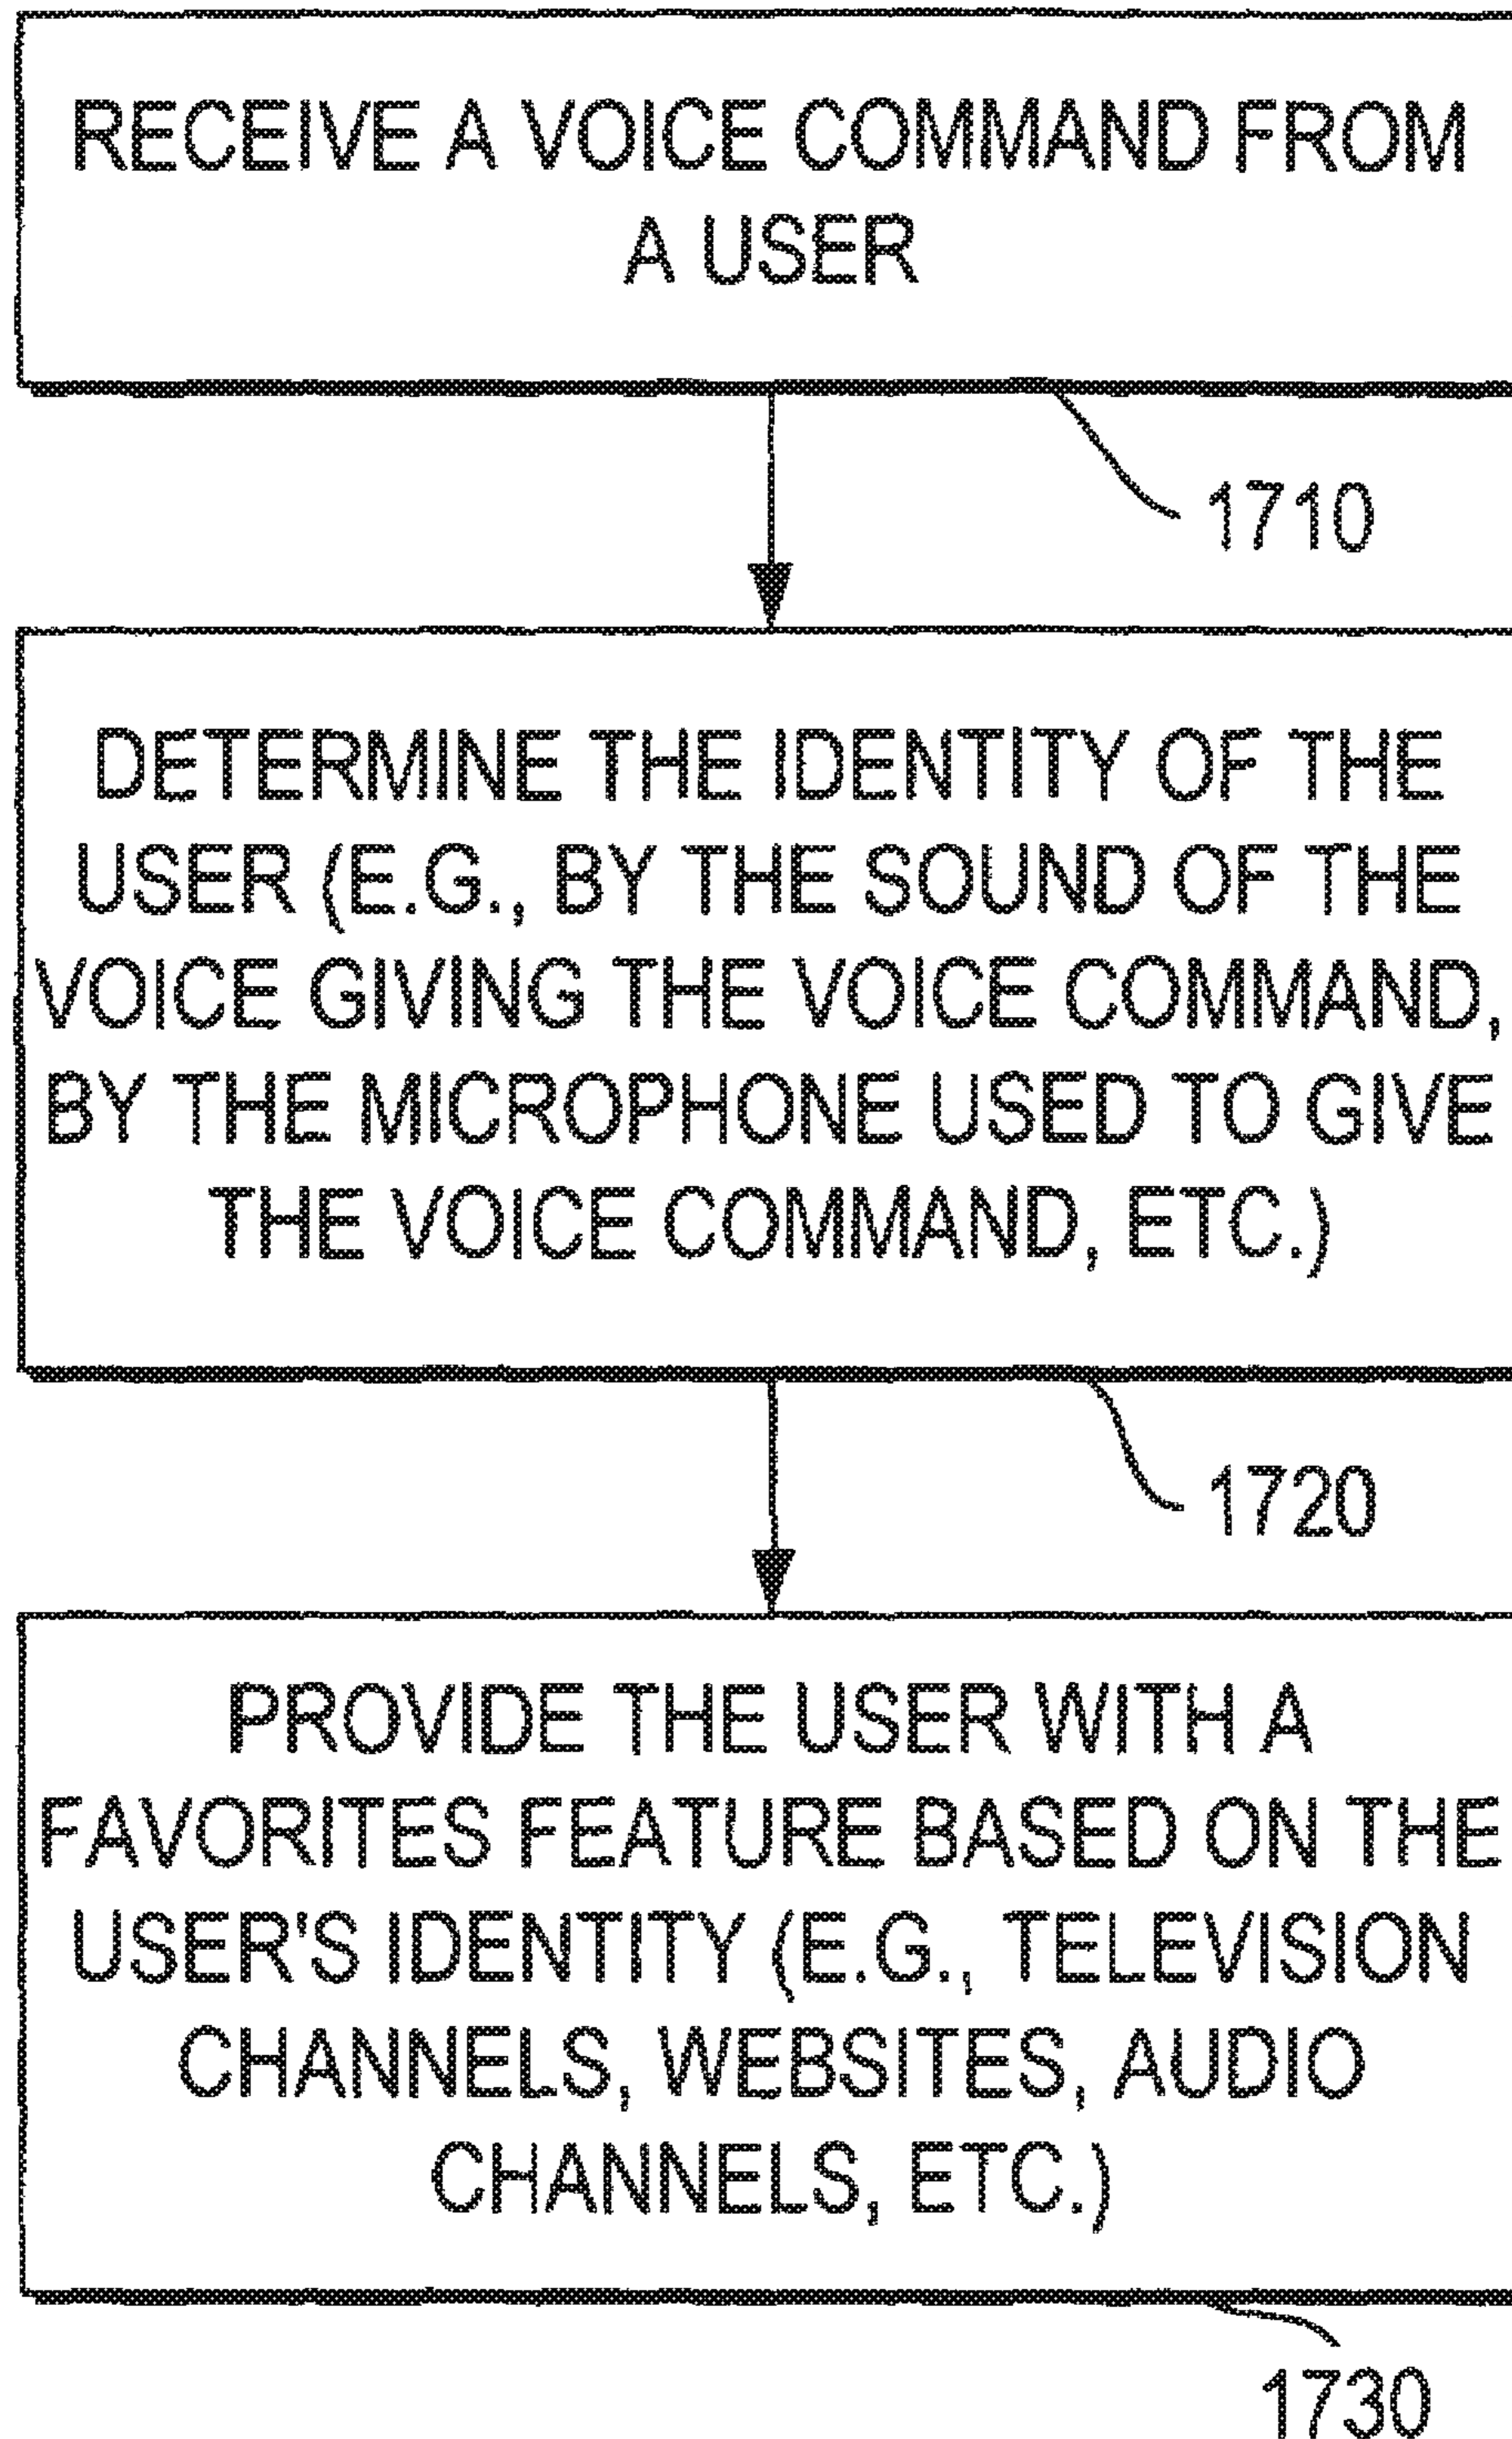 RECEIVE A VOICE COMMAND FROM
A USER
1710
DETERMINE THE IDENTITY OF THE
USER (E.G., BY THE SOUND OF THE
VOICE GIVING THE VOICE COMMAND,
BY THE MICROPHONE USED TO GIVE
THE VOICE COMMAND, ETC.)
1720
PROVIDE THE USER WITH A
FAVORITES FEATURE BASED ON THE
USER'S IDENTITY (E.G., TELEVISION
CHANNELS, WEBSITES, AUDIO
CHANNELS, ETC.)
1730